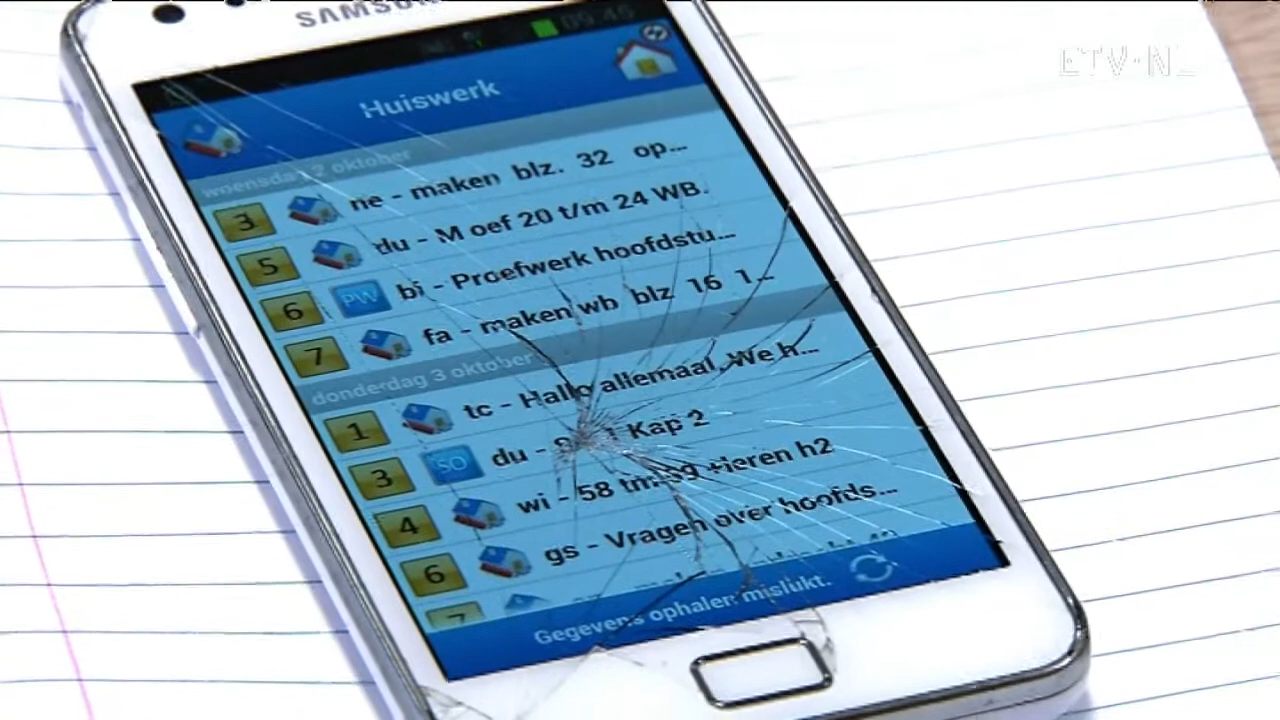 SAMSUNG
09:46
ETV·NL
Huiswerk
woensdag 2 oktober
3 ne - maken blz. 32 op...
5 du - M oef 20 t/m 24 WB.
6 PW bi - Proefwerk hoofdstu...
7 fa - maken wb blz 16 1...
donderdag 3 oktober
1 tc - Hallo allemaal, We h...
3 SO du - Kap 2
4 wi - 58 tm 59 +leren h2
6 gs - Vragen over hoofds...
7
Gegevens ophalen mislukt.